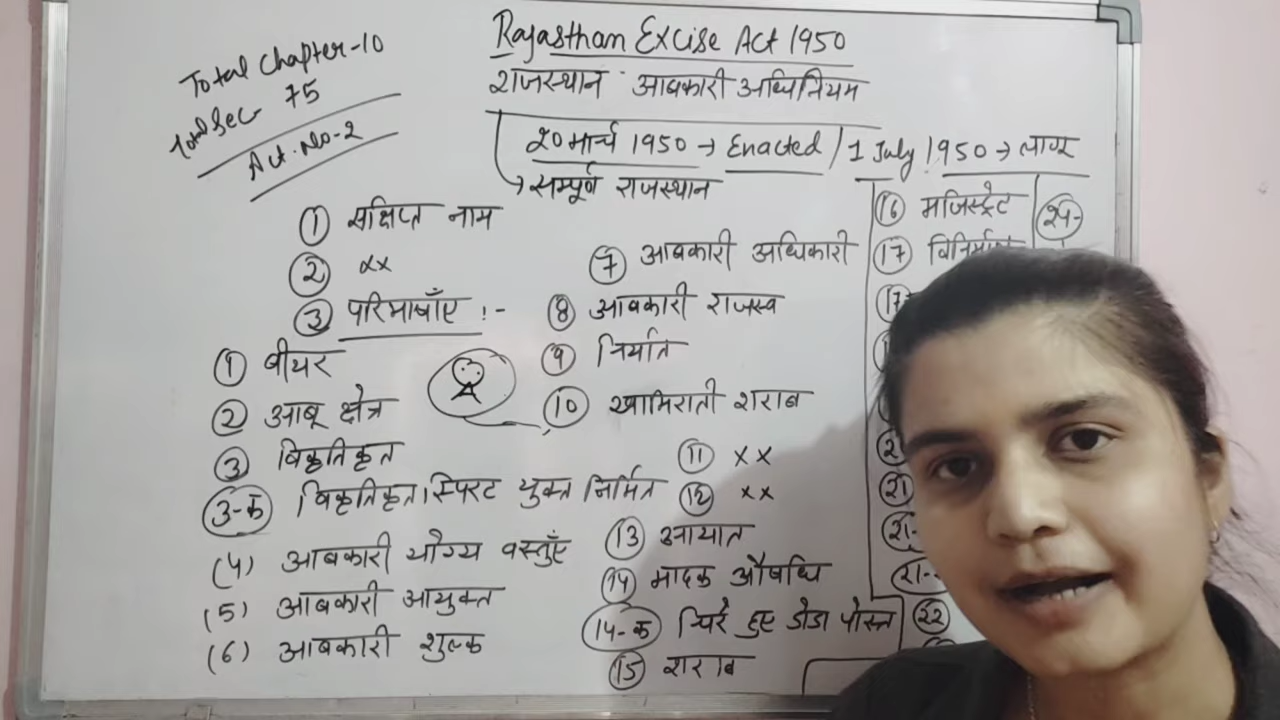 Total Chapter-10
Total Sec- 75
Act. No-2
Rajasthan Excise Act 1950
राजस्थान आबकारी अधिनियम
20 मार्च 1950 → Enacted / 1 July 1950 → लागू
→ सम्पूर्ण राजस्थान
1 संक्षिप्त नाम
2 xx
3 परिभाषाएँ :-
1 बीयर
2 आबू क्षेत्र
3 विकृतिकृत
3-क विकृतिकृत स्पिरट युक्त निर्मित
(4) आबकारी योग्य वस्तुएँ
(5) आबकारी आयुक्त
(6) आबकारी शुल्क
7 आबकारी अधिकारी
8 आबकारी राजस्व
9 निर्यात
10 खामिराती शराब
11 xx
12 xx
13 आयात
14 मादक औषधि
14-क चिरे हुए डोडा पोस्त
15 शराब
16 मजिस्ट्रेट
17
21
21-
22
24-